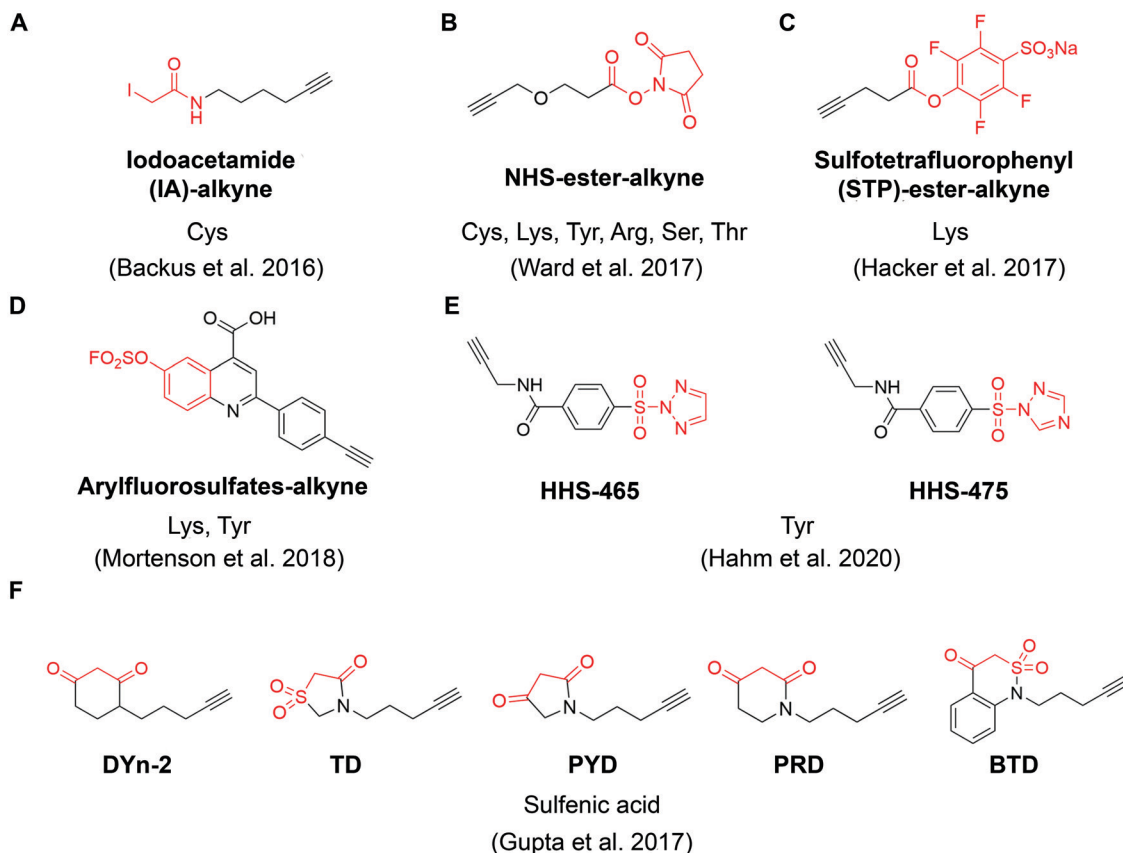 A
B
C
I
O
N
H
O
O
O
N
O
O
O
O
F
F
F
F
SO3Na
Iodoacetamide
(IA)-alkyne
NHS-ester-alkyne
Sulfotetrafluorophenyl
(STP)-ester-alkyne
Cys
Cys, Lys, Tyr, Arg, Ser, Thr
Lys
(Backus et al. 2016)
(Ward et al. 2017)
(Hacker et al. 2017)
D
E
O
OH
FO2SO
N
NH
O
O
S
O
N
N
N
NH
O
O
S
O
N
N
N
Arylfluorosulfates-alkyne
HHS-465
HHS-475
Lys, Tyr
Tyr
(Mortenson et al. 2018)
(Hahm et al. 2020)
F
O
O
O
O
S
O
N
O
O
N
O
O
N
O
O
S
O
N
DYn-2
TD
PYD
PRD
BTD
Sulfenic acid
(Gupta et al. 2017)